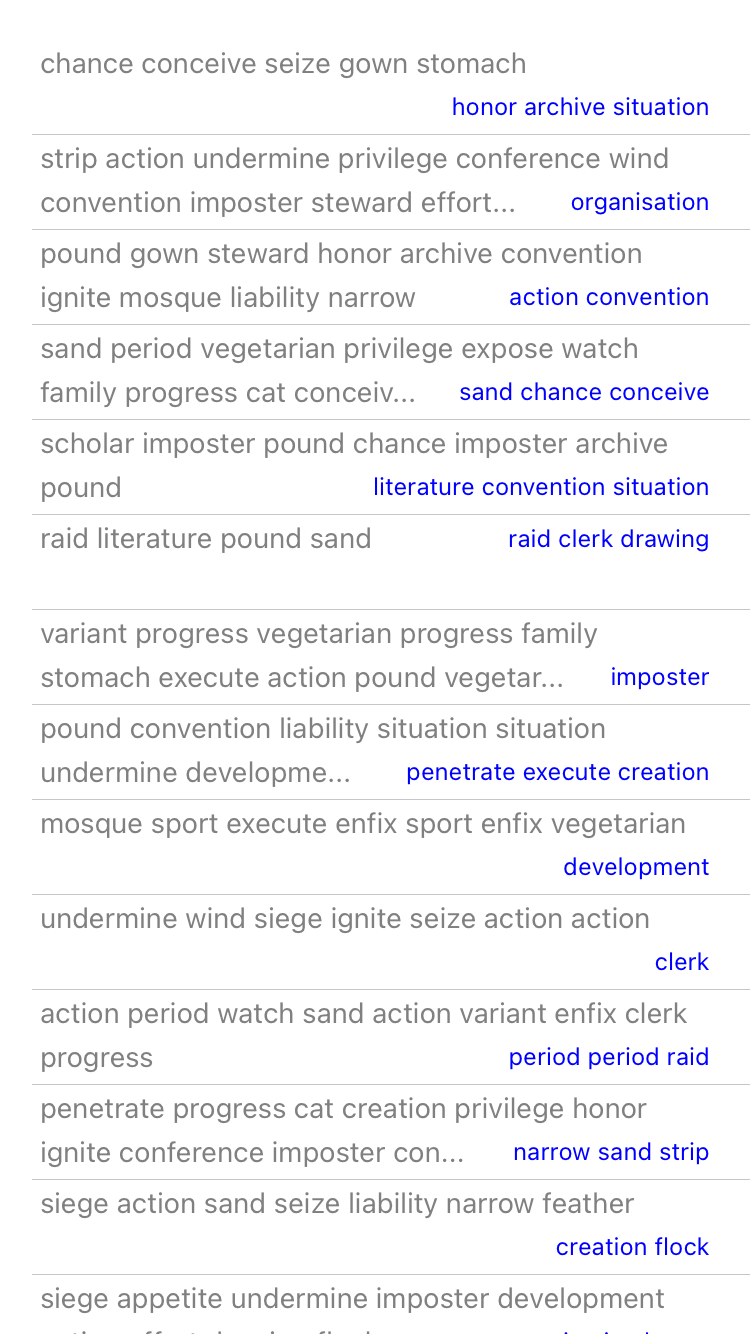 chance conceive seize gown stomach
honor archive situation
strip action undermine privilege conference wind
convention imposter steward effort... organisation
pound gown steward honor archive convention
ignite mosque liability narrow action convention
sand period vegetarian privilege expose watch
family progress cat conceiv... sand chance conceive
scholar imposter pound chance imposter archive
pound literature convention situation
raid literature pound sand raid clerk drawing
variant progress vegetarian progress family
stomach execute action pound vegetar... imposter
pound convention liability situation situation
undermine developme... penetrate execute creation
mosque sport execute enfix sport enfix vegetarian
development
undermine wind siege ignite seize action action
clerk
action period watch sand action variant enfix clerk
progress period period raid
penetrate progress cat creation privilege honor
ignite conference imposter con... narrow sand strip
siege action sand seize liability narrow feather
creation flock
siege appetite undermine imposter development